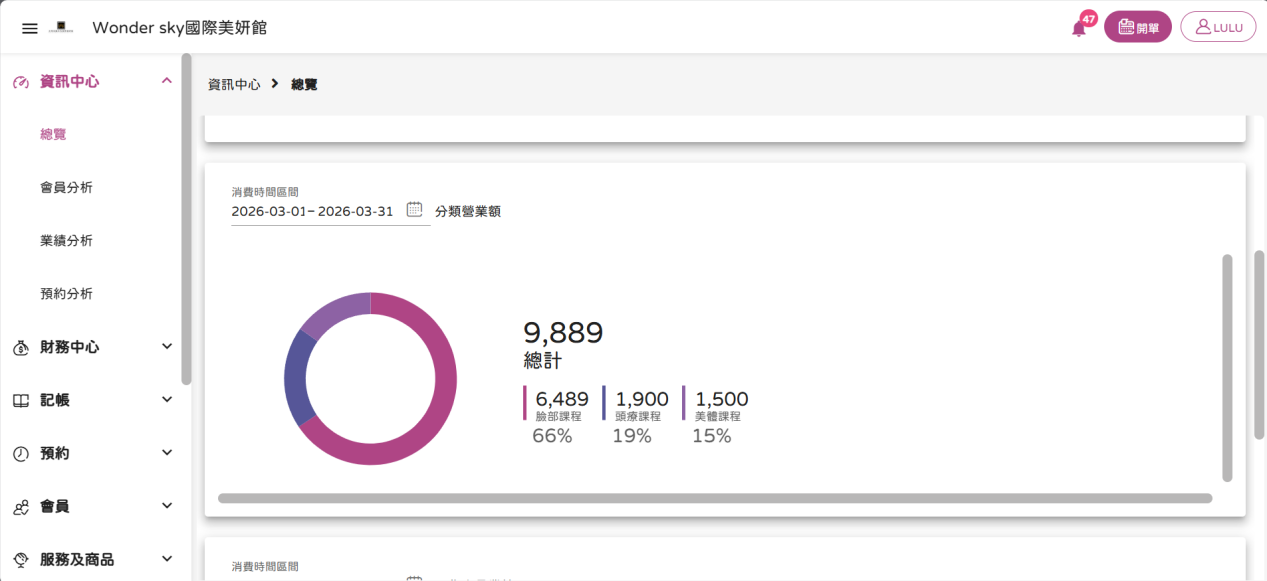 Wonder sky國際美妍館
47
開單
LULU
資訊中心
總覽
會員分析
業績分析
預約分析
財務中心
記帳
預約
會員
服務及商品
資訊中心 > 總覽
消費時間區間
2026-03-01 – 2026-03-31 分類營業額
9,889
總計
6,489 1,900 1,500
臉部課程 頭療課程 美體課程
66% 19% 15%
消費時間區間